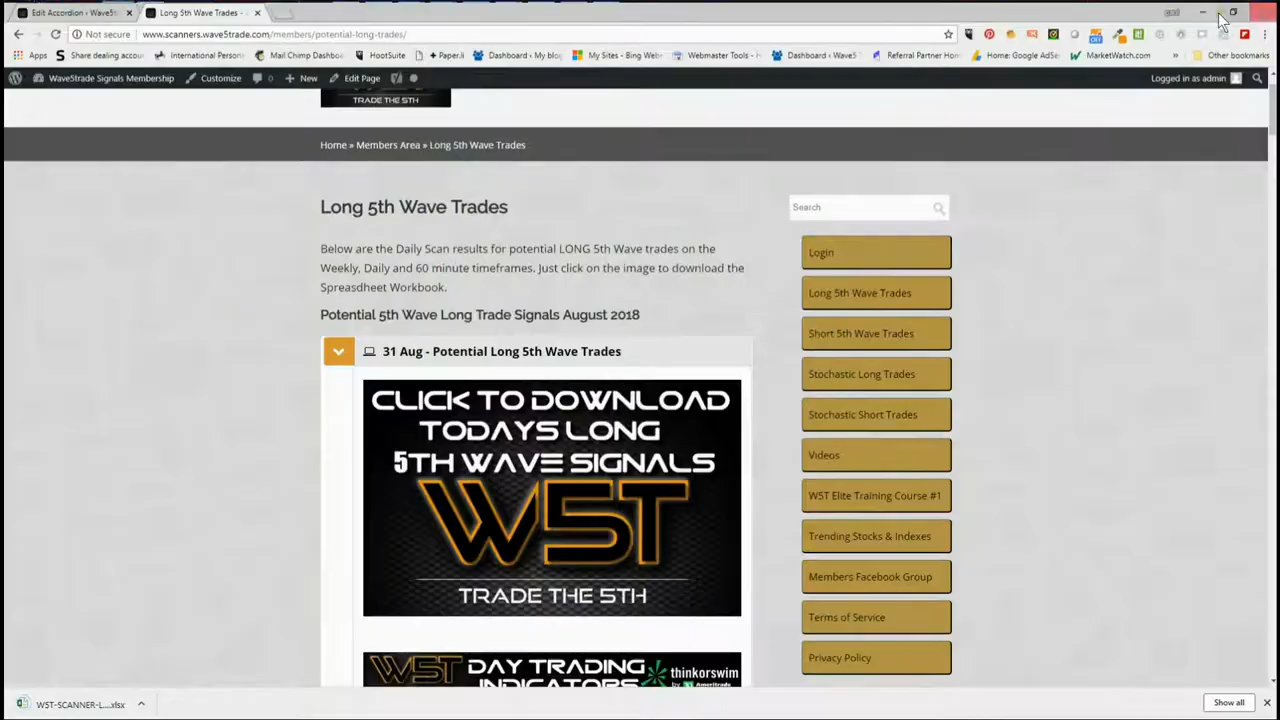 Edit Accordion ‹ Wave5
Long 5th Wave Trades -
Not secure
www.scanners.wave5trade.com/members/potential-long-trades/
Apps
Share dealing accou
International Person
Mail Chimp Dashboa
HootSuite
+ Paper.li
Dashboard ‹ My blog
My Sites - Bing Web
Webmaster Tools -
Dashboard ‹ Wave5
Referral Partner Hom
Home: Google AdSe
MarketWatch.com
Other bookmarks
Wave5trade Signals Membership
Customize
0
New
Edit Page
Logged in as admin
TRADE THE 5TH
Home » Members Area » Long 5th Wave Trades
Long 5th Wave Trades
Below are the Daily Scan results for potential LONG 5th Wave trades on the
Weekly, Daily and 60 minute timeframes. Just click on the image to download the
Spreasdheet Workbook.
Potential 5th Wave Long Trade Signals August 2018
31 Aug - Potential Long 5th Wave Trades
CLICK TO DOWNLOAD
TODAYS LONG
5TH WAVE SIGNALS
W5T
TRADE THE 5TH
W5T DAY TRADING
INDICATORS
thinkorswim
by Ameritrade
Search
Login
Long 5th Wave Trades
Short 5th Wave Trades
Stochastic Long Trades
Stochastic Short Trades
Videos
W5T Elite Training Course #1
Trending Stocks & Indexes
Members Facebook Group
Terms of Service
Privacy Policy
W5T-SCANNER-L....xlsx
Show all